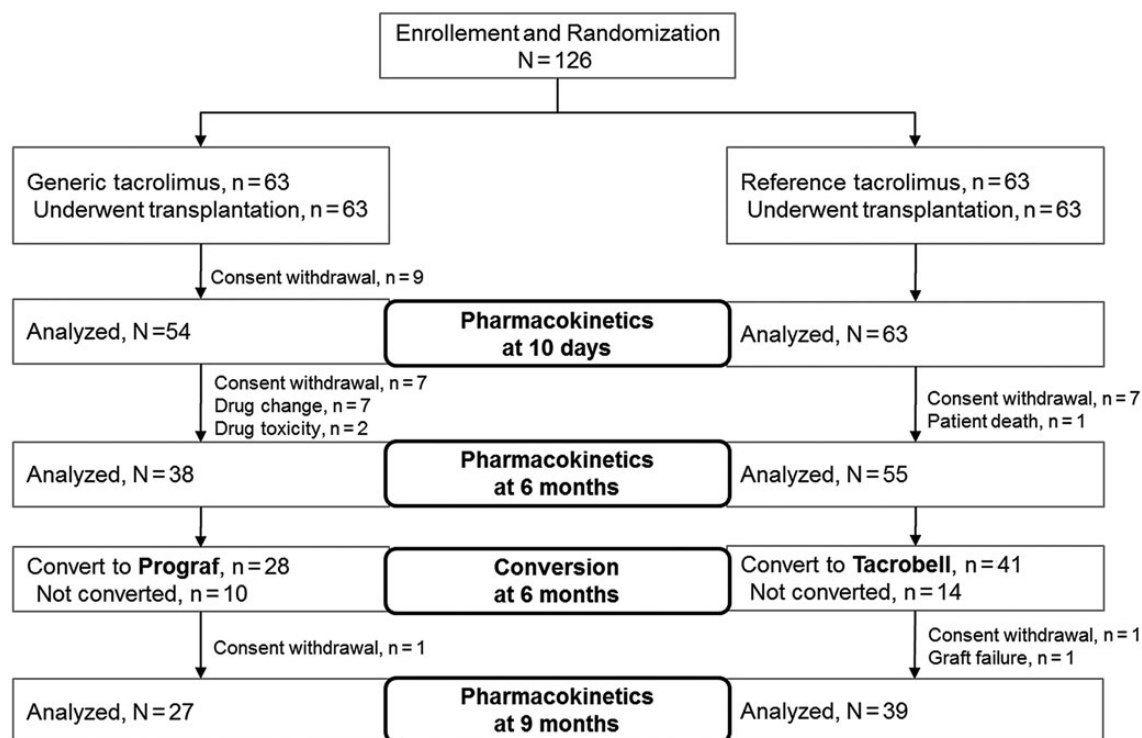 Enrollement and Randomization
N = 126
Generic tacrolimus, n = 63
Underwent transplantation, n = 63
Reference tacrolimus, n = 63
Underwent transplantation, n = 63
Consent withdrawal, n = 9
Analyzed, N = 54
Pharmacokinetics
at 10 days
Analyzed, N = 63
Consent withdrawal, n = 7
Drug change, n = 7
Drug toxicity, n = 2
Consent withdrawal, n = 7
Patient death, n = 1
Analyzed, N = 38
Pharmacokinetics
at 6 months
Analyzed, N = 55
Convert to Prograf, n = 28
Not converted, n = 10
Conversion
at 6 months
Convert to Tacrobell, n = 41
Not converted, n = 14
Consent withdrawal, n = 1
Consent withdrawal, n = 1
Graft failure, n = 1
Analyzed, N = 27
Pharmacokinetics
at 9 months
Analyzed, N = 39